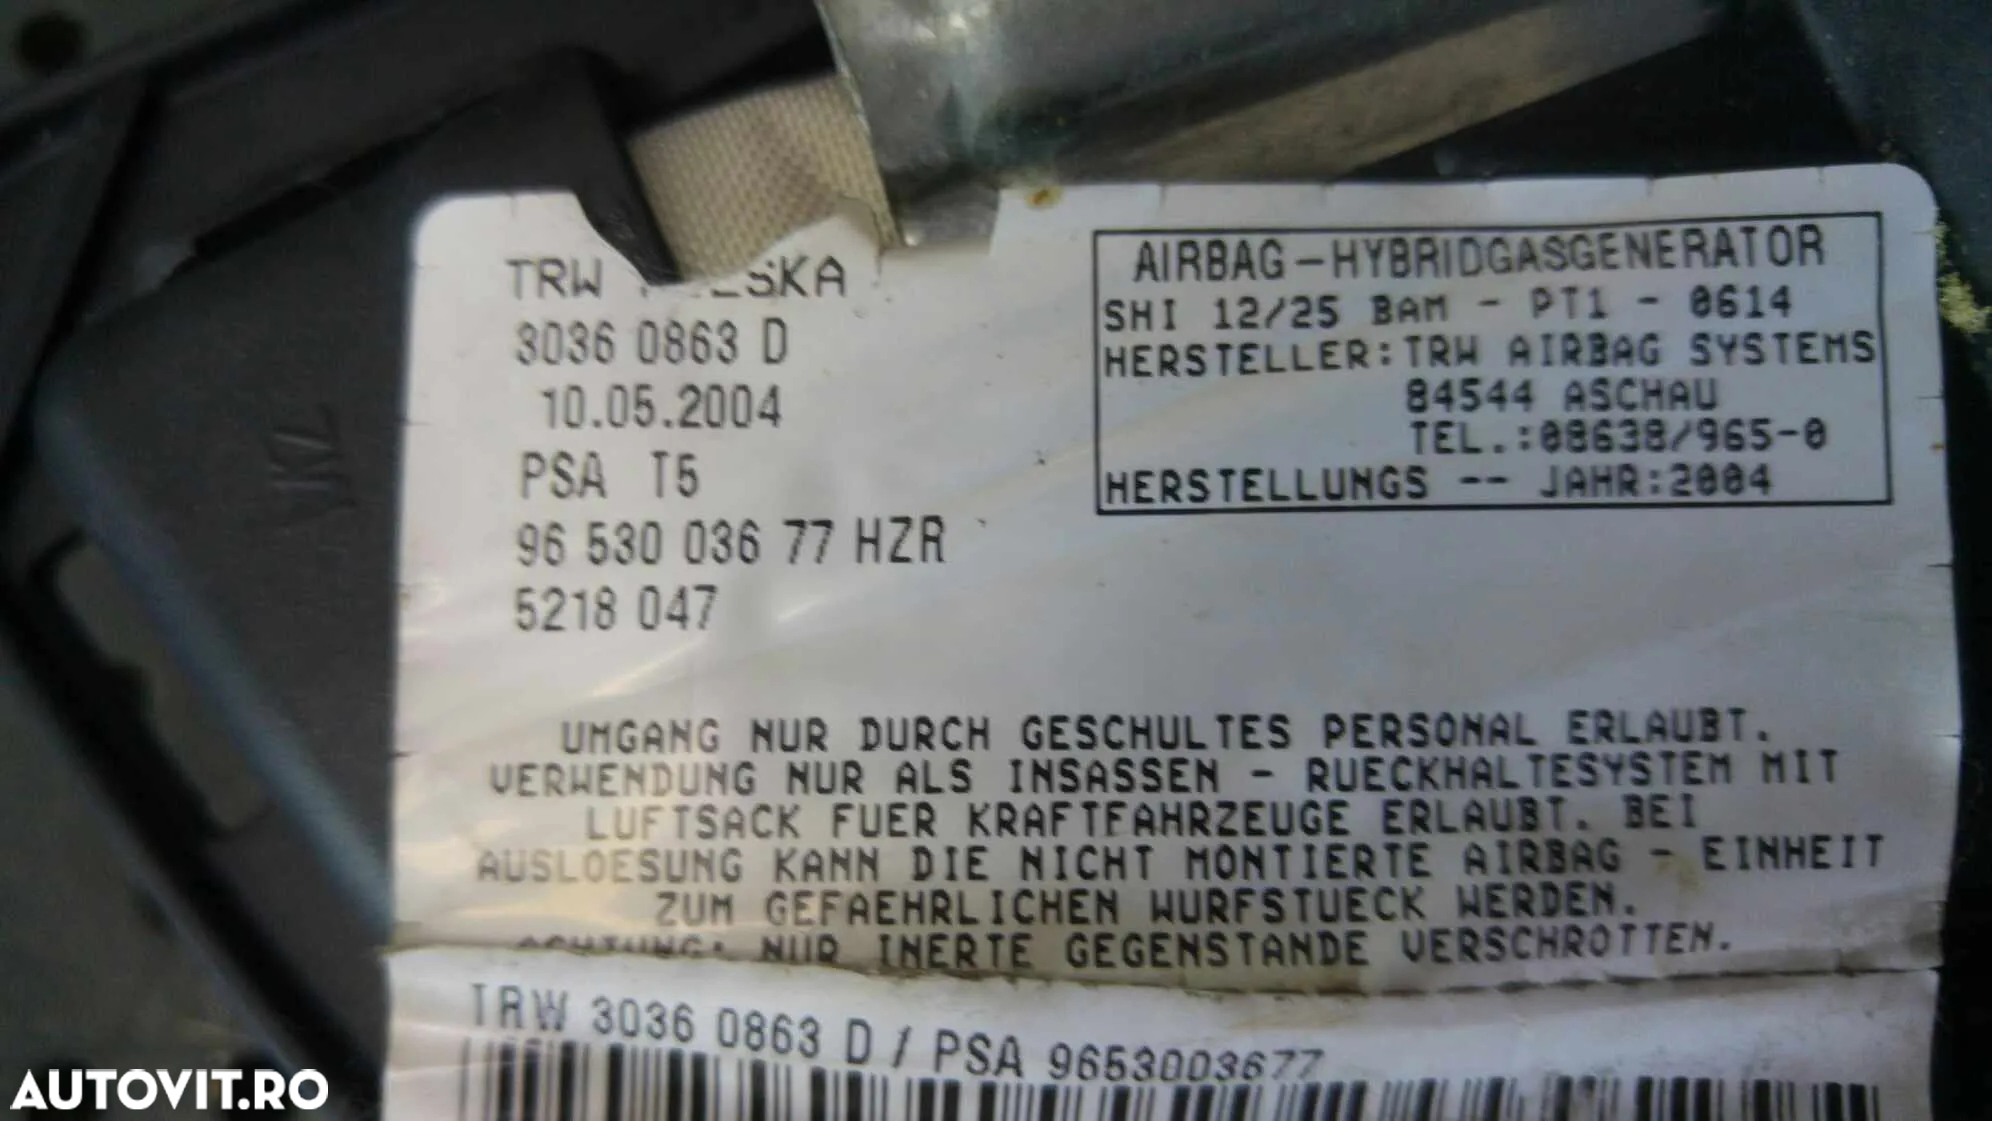 TRW
3036 0863 D
10.05.2004
PSA T5
96 530 036 77 HZR
5218 047
AIRBAG-HYBRIDGASGENERATOR
SHI 12/25 BAM - PT1 - 0614
HERSTELLER:TRW AIRBAG SYSTEMS
84544 ASCHAU
TEL.:08638/965-0
HERSTELLUNGS -- JAHR:2004
UMGANG NUR DURCH GESCHULTES PERSONAL ERLAUBT.
VERWENDUNG NUR ALS INSASSEN - RUECKHALTESYSTEM MIT
LUFTSACK FUER KRAFTFAHRZEUGE ERLAUBT. BEI
AUSLOESUNG KANN DIE NICHT MONTIERTE AIRBAG - EINHEIT
ZUM GEFAEHRLICHEN WURFSTUECK WERDEN.
ACHTUNG: NUR INERTE GEGENSTANDE VERSCHROTTEN.
TRW 3036 0863 D / PSA 9653003677
AUTOVIT.RO